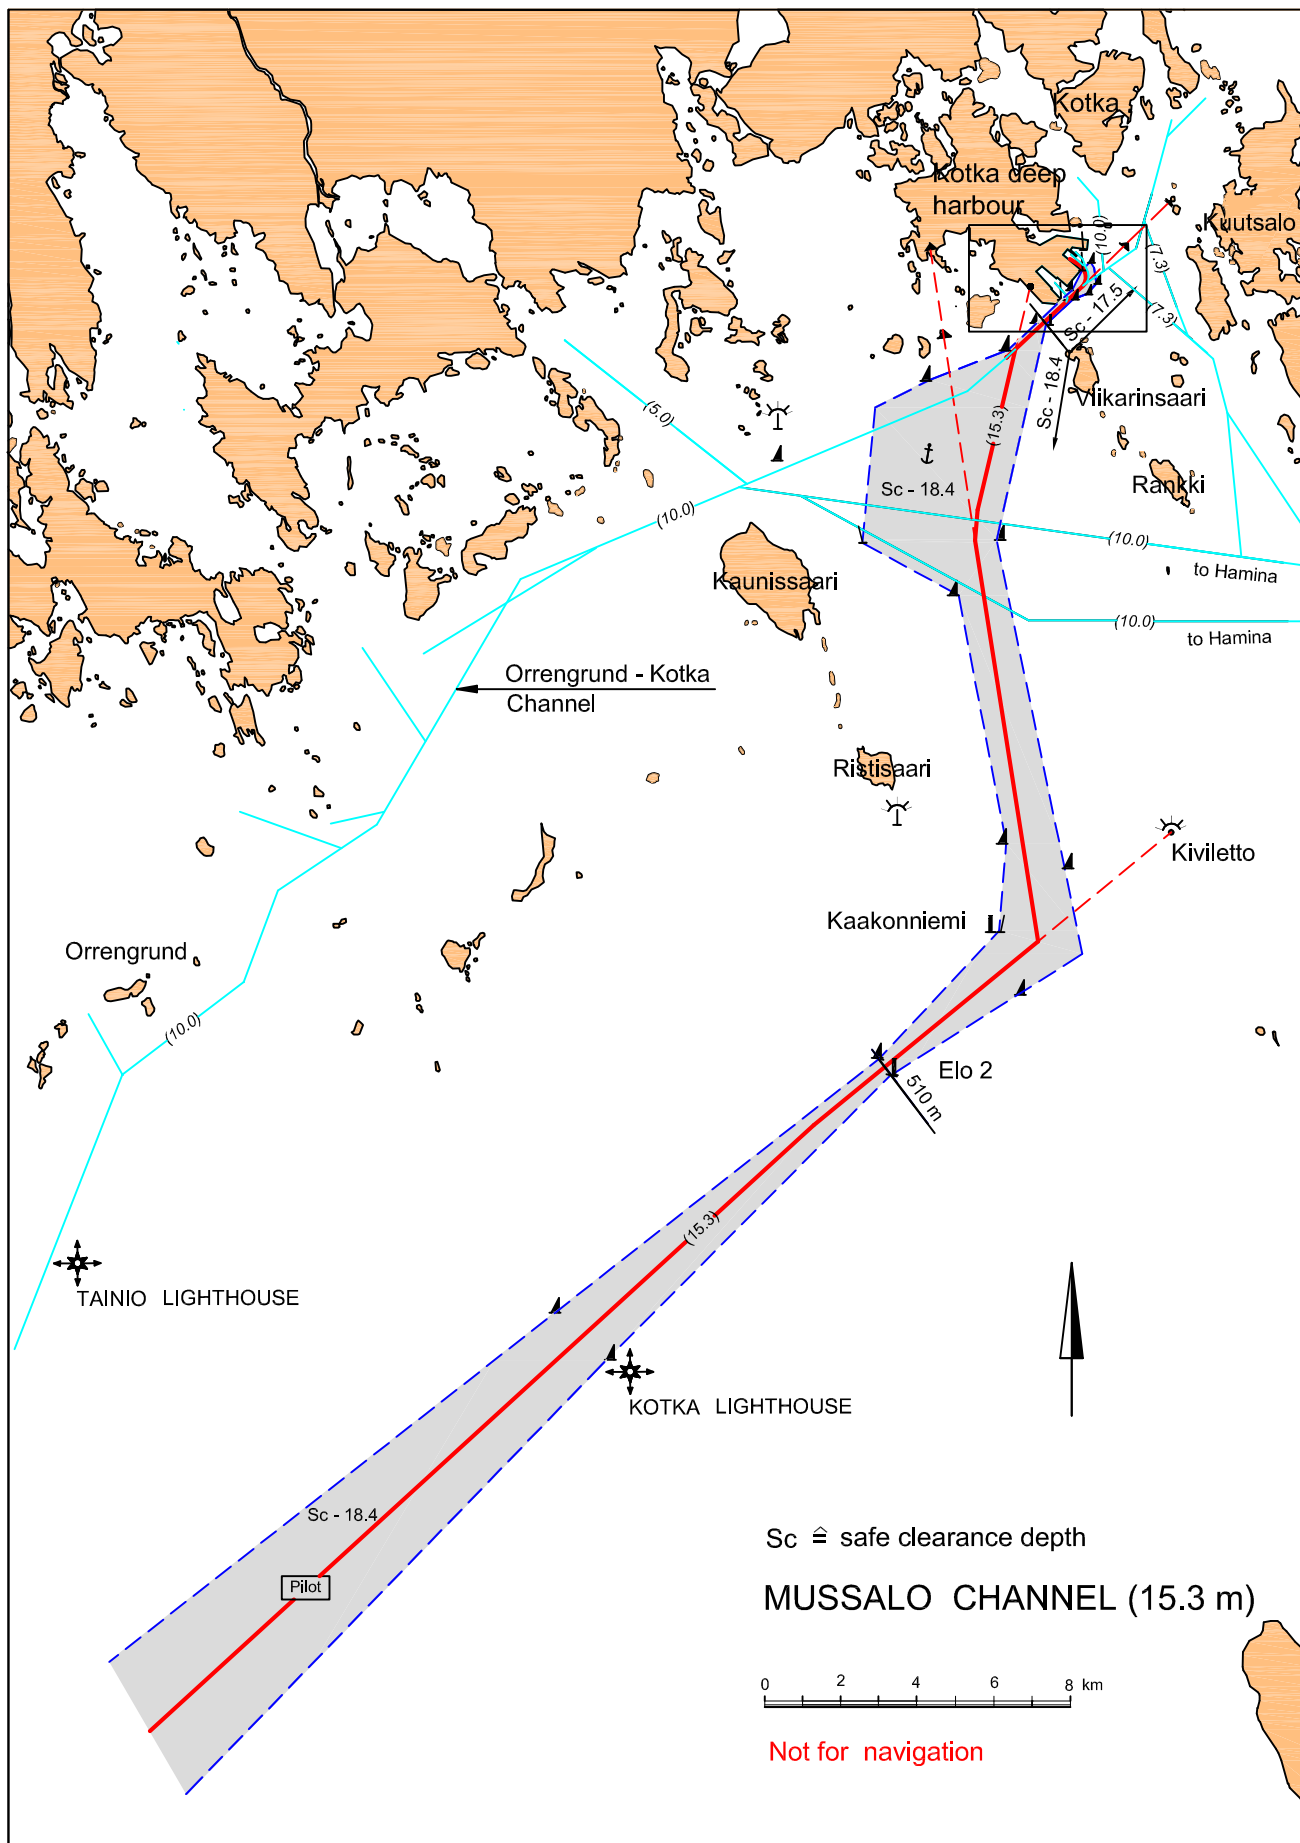 Kotka
Kotka deep
harbour
Kuutsalo
(10.0)
(7.3)
(7.3)
Sc - 17.5
Sc - 18.4
Viikarinsaari
(5.0)
(15.3)
Sc - 18.4
Rankki
(10.0)
(10.0)
to Hamina
Kaunissaari
(10.0)
to Hamina
Orrengrund - Kotka
Channel
Ristisaari
Kiviletto
Kaakonniemi
Orrengrund
(10.0)
Elo 2
510 m
(15.3)
TAINIO LIGHTHOUSE
KOTKA LIGHTHOUSE
Sc - 18.4
Pilot
Sc ≙ safe clearance depth
MUSSALO CHANNEL (15.3 m)
0 2 4 6 8 km
Not for navigation